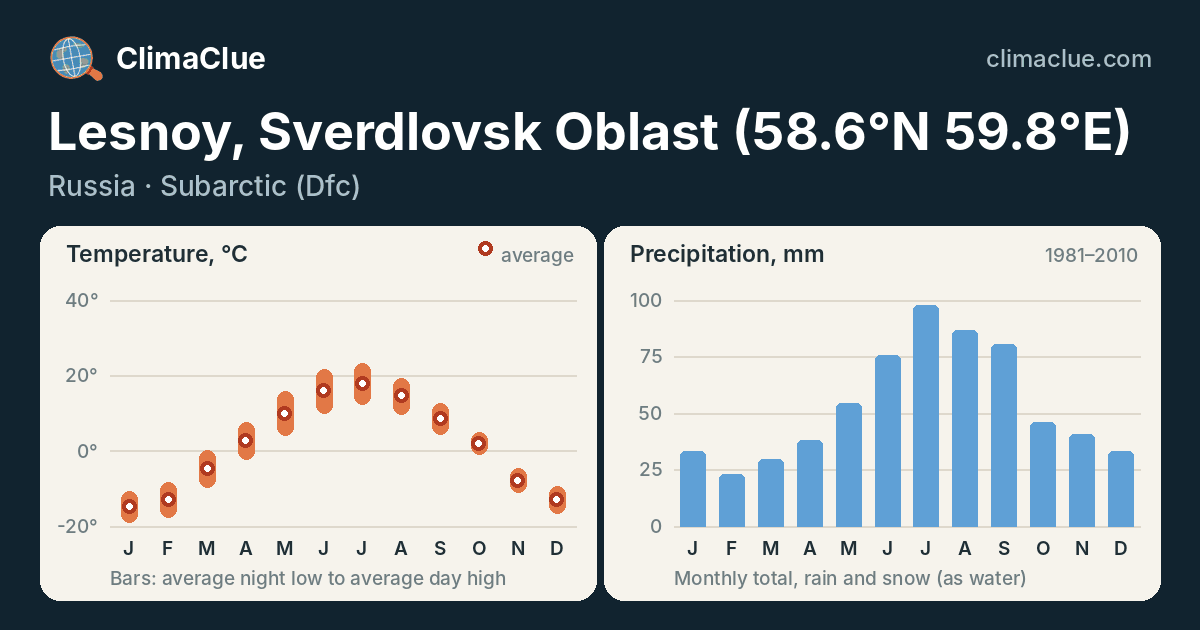 ClimaClue
climaclue.com
Lesnoy, Sverdlovsk Oblast (58.6°N 59.8°E)
Russia · Subarctic (Dfc)
Temperature, °C
average
40°
20°
0°
-20°
J F M A M J J A S O N D
Bars: average night low to average day high
Precipitation, mm
1981–2010
100
75
50
25
0
J F M A M J J A S O N D
Monthly total, rain and snow (as water)